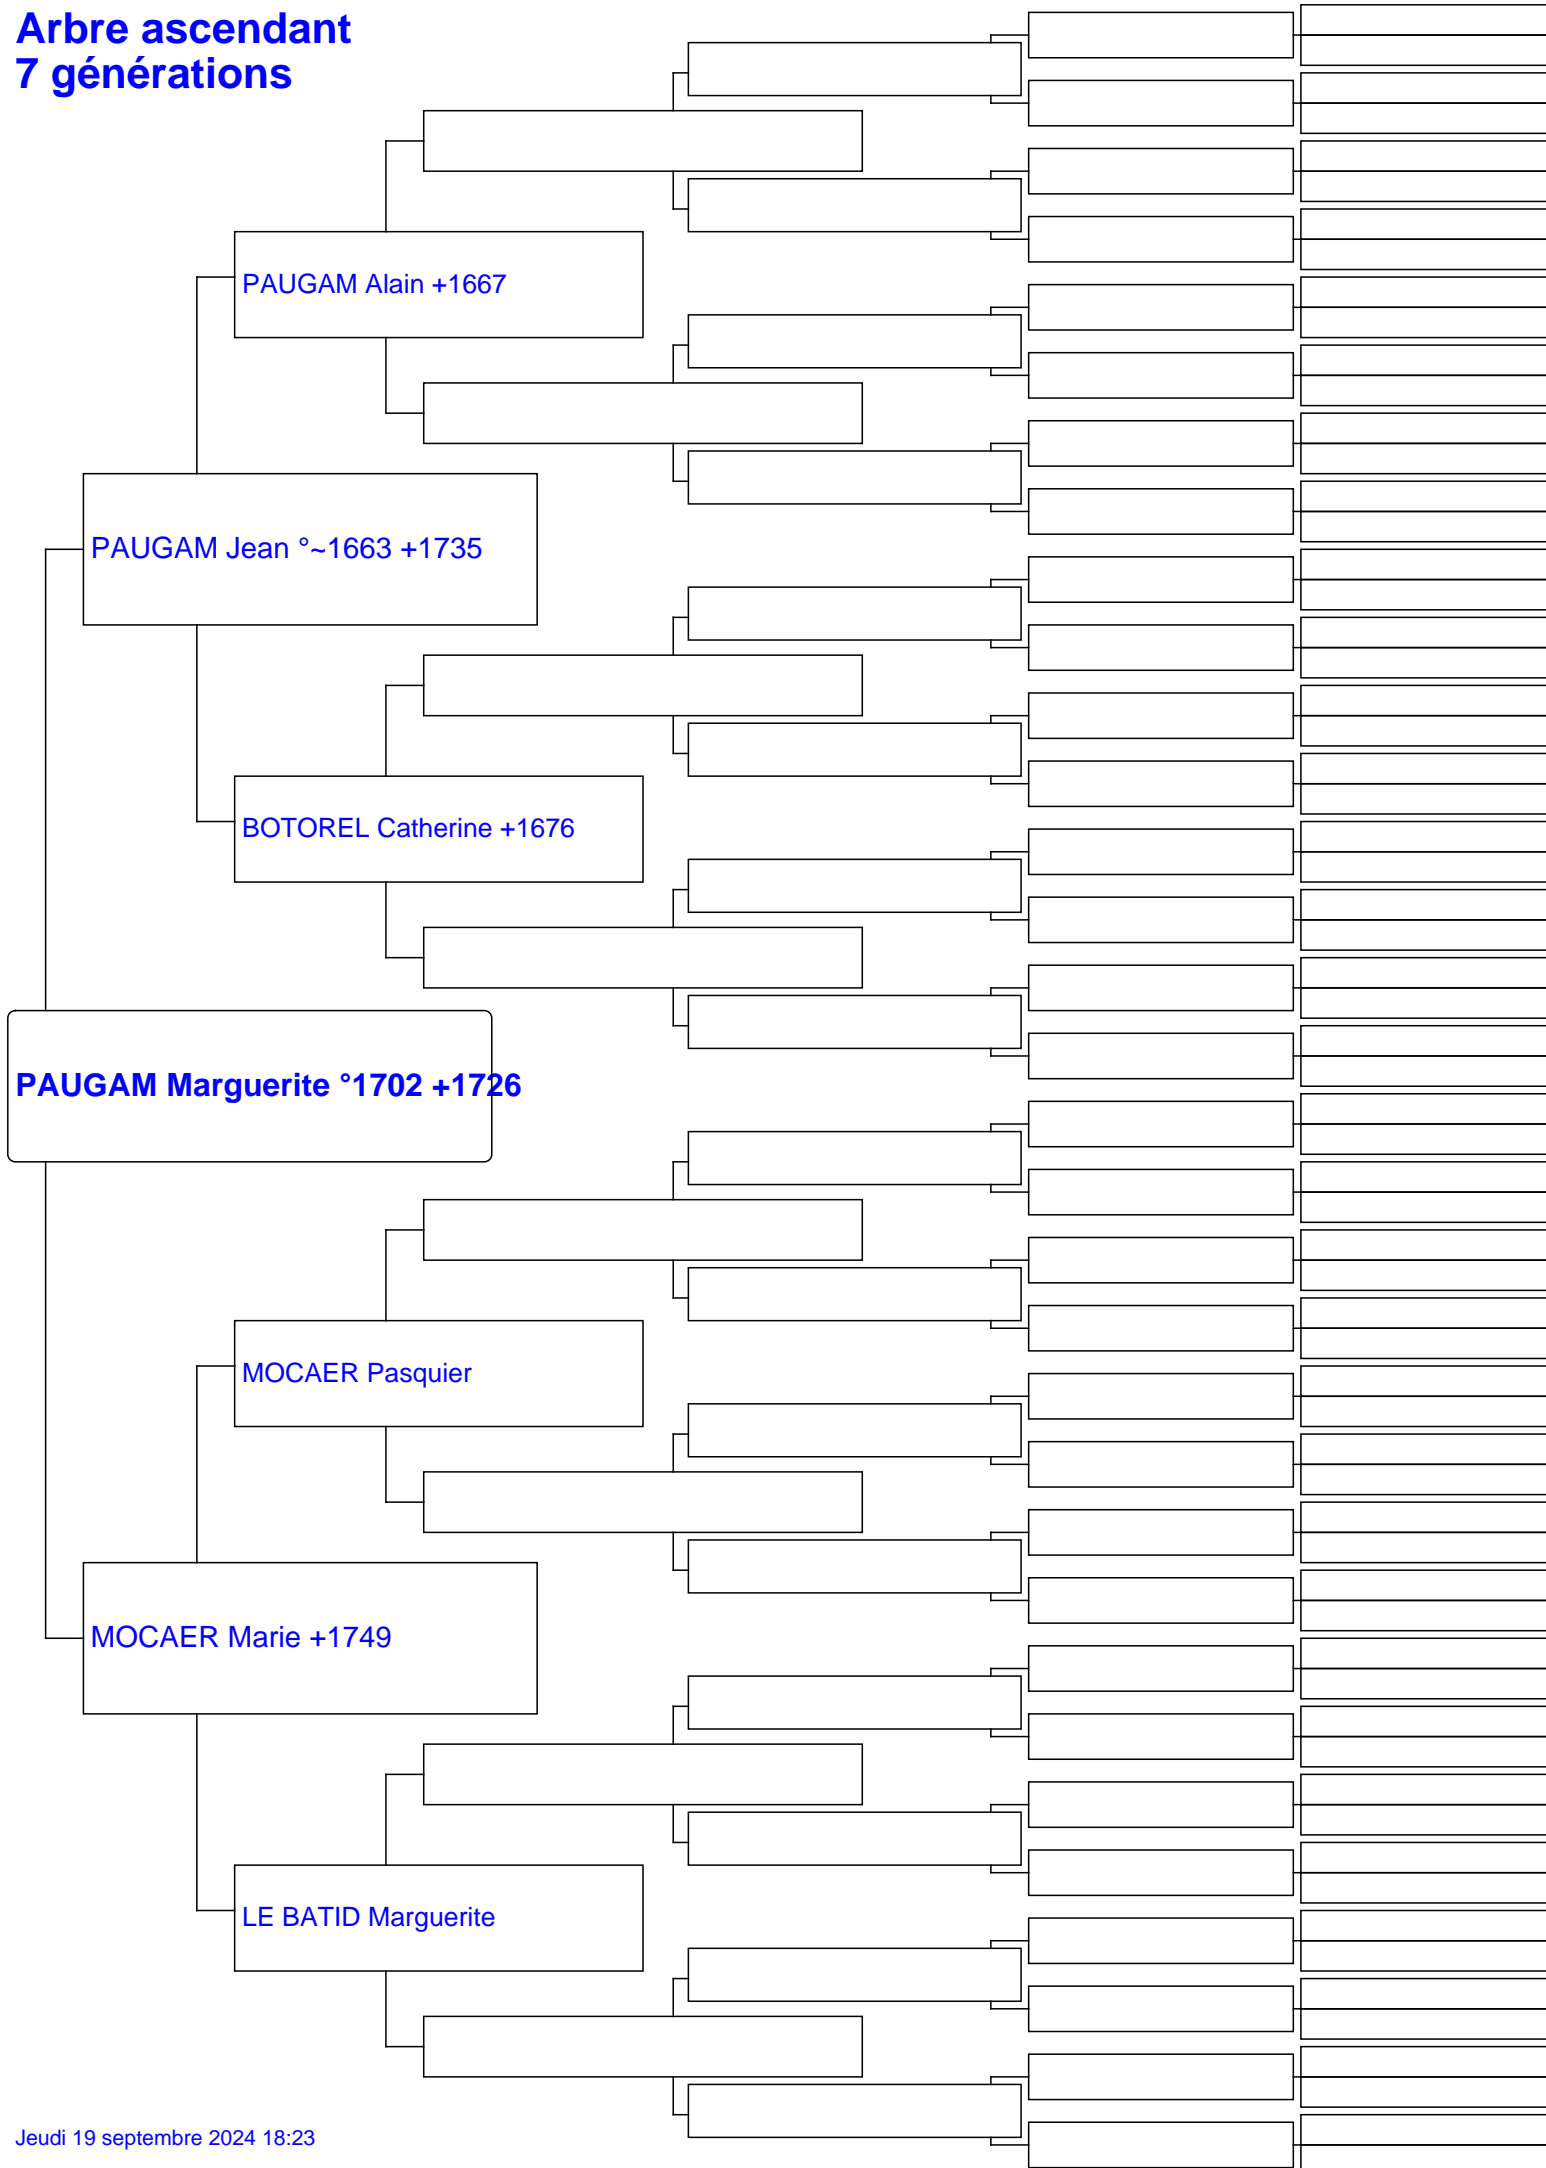 Arbre ascendant
7 générations
PAUGAM Alain +1667
PAUGAM Jean °~1663 +1735
BOTOREL Catherine +1676
PAUGAM Marguerite °1702 +1726
MOCAER Pasquier
MOCAER Marie +1749
LE BATID Marguerite
Jeudi 19 septembre 2024 18:23